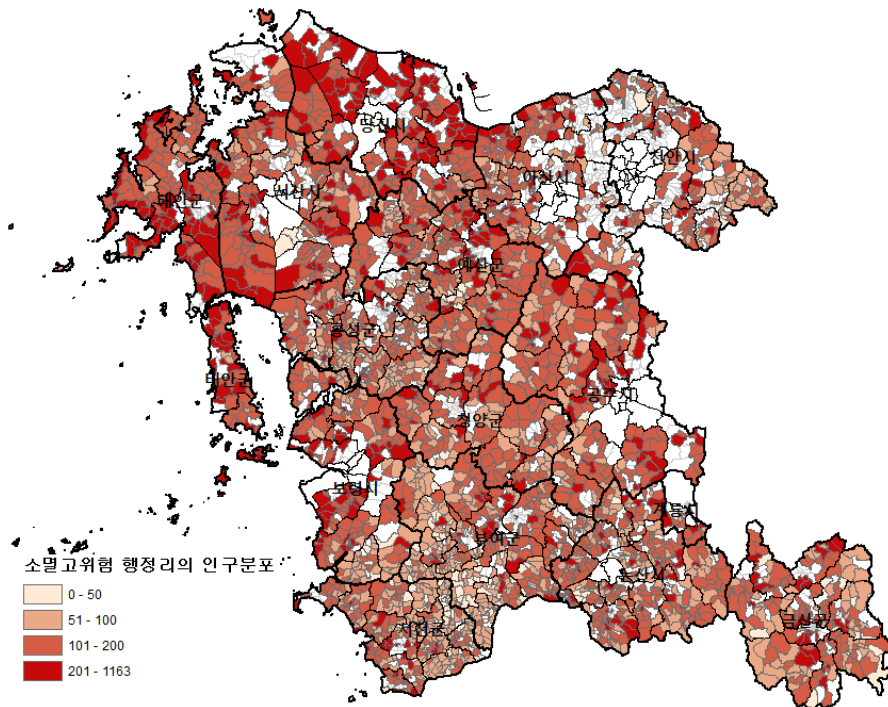 당진시
천안시
아산시
서산시
태안군
예산군
홍성군
태안군
공주시
청양군
보령시
계룡시
부여군
논산시
소멸고위험 행정리의 인구분포
0 - 50
51 - 100
101 - 200
201 - 1163
서천군
금산군